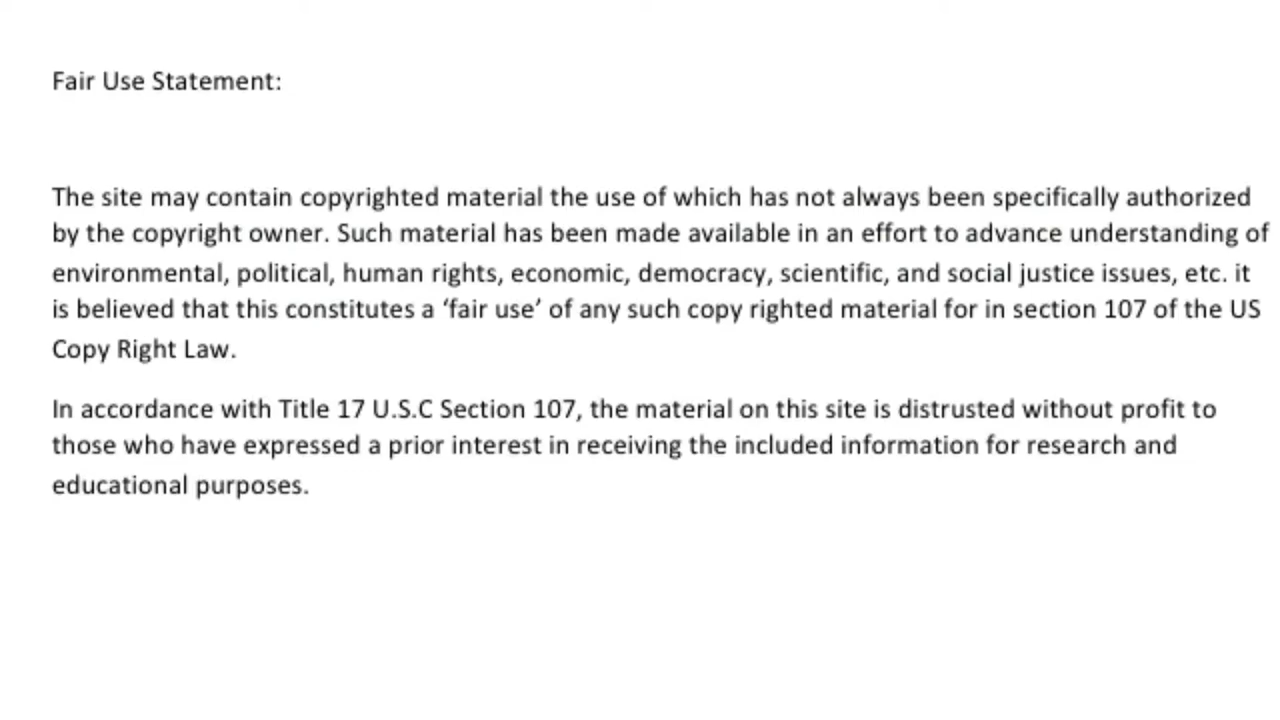 Fair Use Statement:
The site may contain copyrighted material the use of which has not always been specifically authorized
by the copyright owner. Such material has been made available in an effort to advance understanding of
environmental, political, human rights, economic, democracy, scientific, and social justice issues, etc. it
is believed that this constitutes a ‘fair use’ of any such copy righted material for in section 107 of the US
Copy Right Law.
In accordance with Title 17 U.S.C Section 107, the material on this site is distrusted without profit to
those who have expressed a prior interest in receiving the included information for research and
educational purposes.